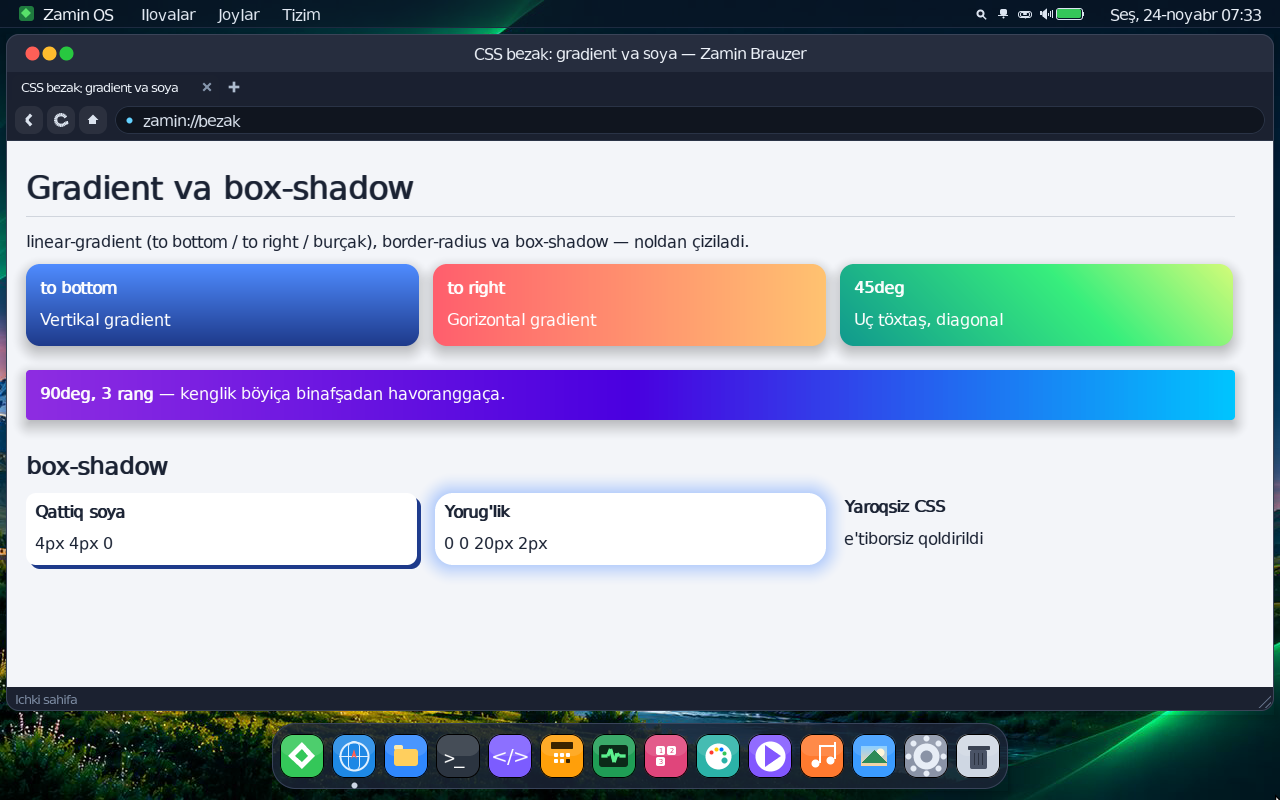 Zamin OS Ilovalar Joylar Tizim Seş, 24-noyabr 07:33
CSS bezak: gradient va soya — Zamin Brauzer
CSS bezak: gradient va soya
zamin://bezak
Gradient va box-shadow
linear-gradient (to bottom / to right / burçak), border-radius va box-shadow — noldan çiziladi.
to bottom
Vertikal gradient
to right
Gorizontal gradient
45deg
Uç töxtaş, diagonal
90deg, 3 rang — kenglik böyiça binafşadan havoranggaça.
box-shadow
Qattiq soya
4px 4px 0
Yorug'lik
0 0 20px 2px
Yaroqsiz CSS
e'tiborsiz qoldirildi
Ichki sahifa
>_
</>
1 2
3